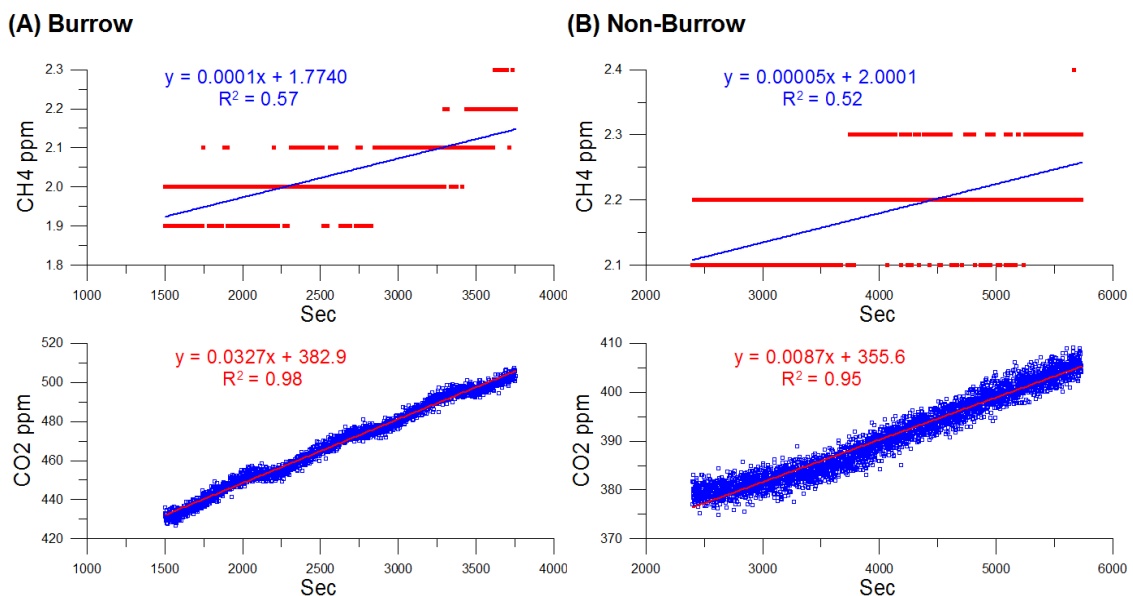 (A) Burrow
(B) Non-Burrow
y = 0.0001x + 1.7740
R² = 0.57
CH4 ppm
2.3
2.2
2.1
2.0
1.9
1.8
1000
1500
2000
2500
3000
3500
4000
Sec
y = 0.00005x + 2.0001
R² = 0.52
CH4 ppm
2.4
2.3
2.2
2.1
2000
3000
4000
5000
6000
Sec
y = 0.0327x + 382.9
R² = 0.98
CO2 ppm
520
500
480
460
440
420
1000
1500
2000
2500
3000
3500
4000
Sec
y = 0.0087x + 355.6
R² = 0.95
CO2 ppm
410
400
390
380
370
2000
3000
4000
5000
6000
Sec